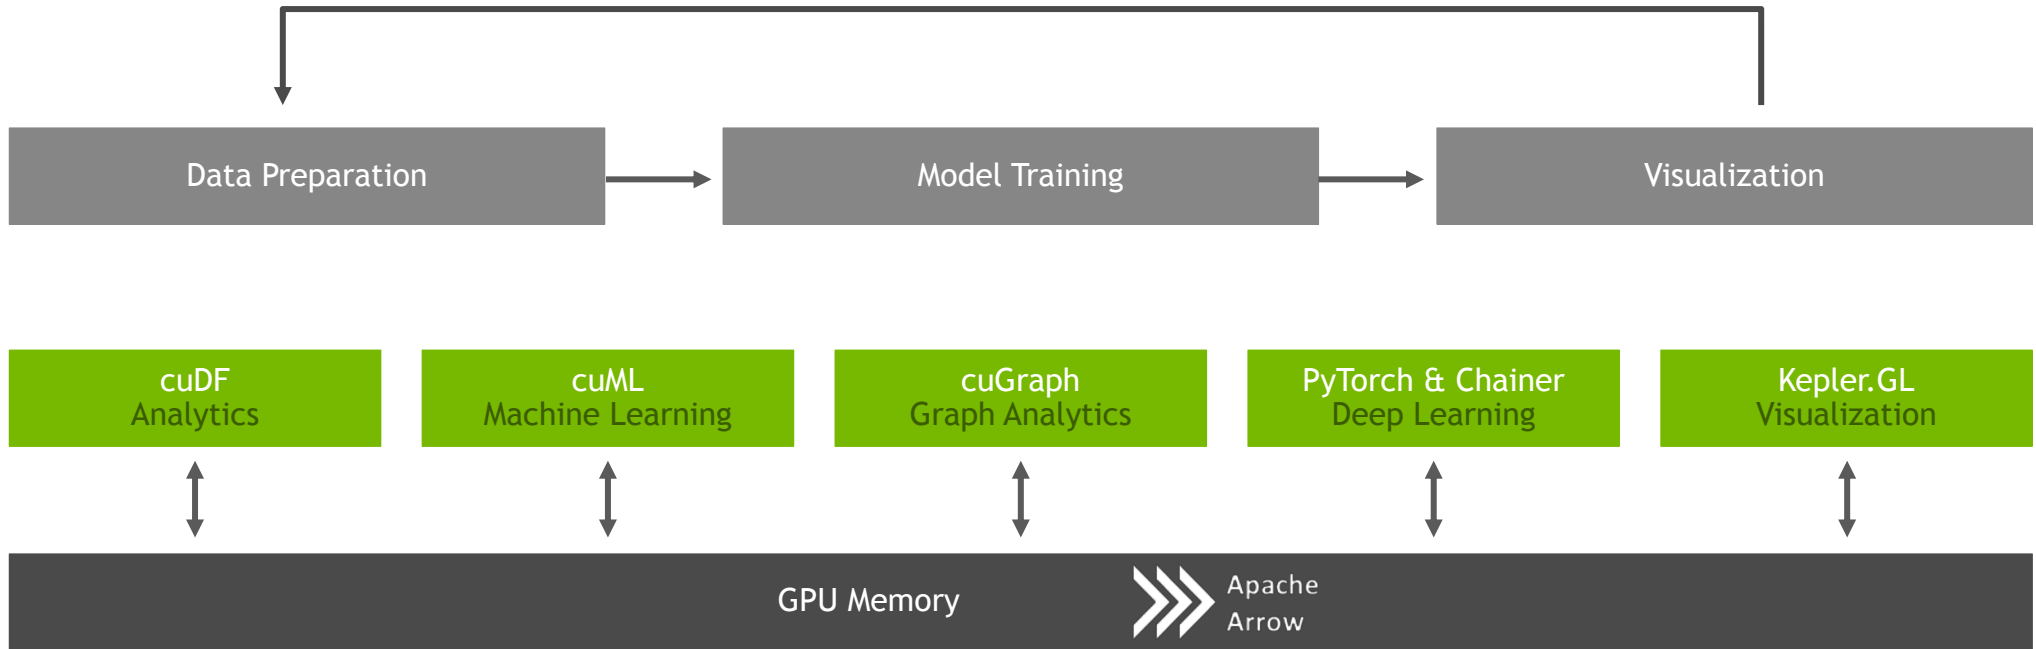 Data Preparation
Model Training
Visualization
cuDF
Analytics
cuML
Machine Learning
cuGraph
Graph Analytics
PyTorch & Chainer
Deep Learning
Kepler.GL
Visualization
GPU Memory
Apache
Arrow